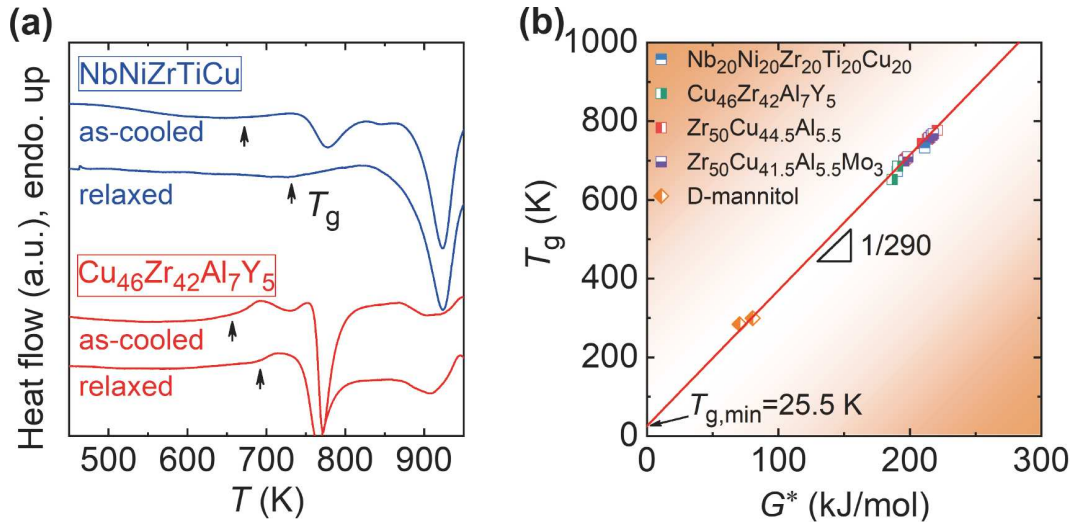 (a)
NbNiZrTiCu
as-cooled
relaxed
Tg
Cu46Zr42Al7Y5
as-cooled
relaxed
Heat flow (a.u.), endo. up
500 600 700 800 900
T (K)
(b)
1000
800
600
400
200
0
Tg (K)
Nb20Ni20Zr20Ti20Cu20
Cu46Zr42Al7Y5
Zr50Cu44.5Al5.5
Zr50Cu41.5Al5.5Mo3
D-mannitol
1/290
Tg,min=25.5 K
0 100 200 300
G* (kJ/mol)